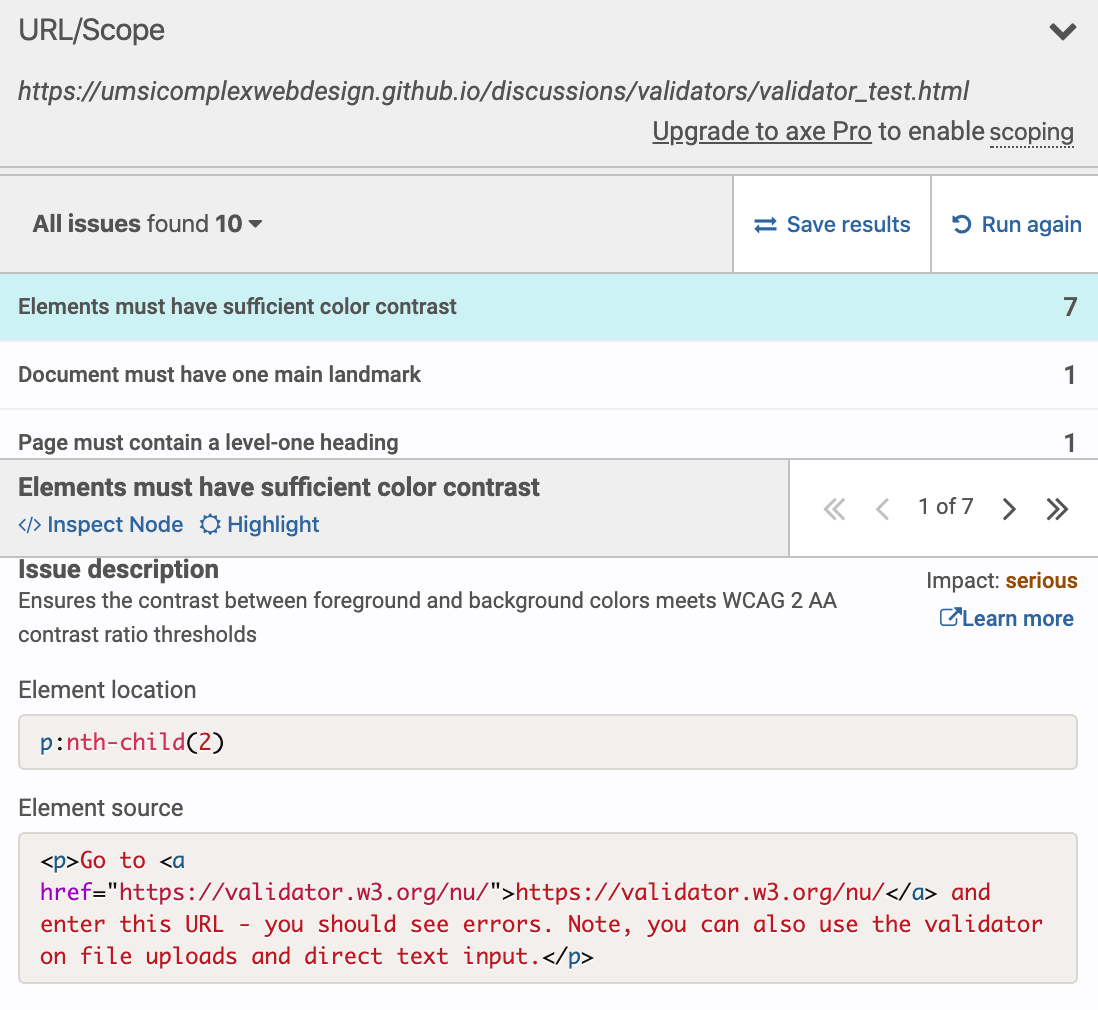 URL/Scope
https://umsicomplexwebdesign.github.io/discussions/validators/validator_test.html
Upgrade to axe Pro to enable scoping
All issues found 10
Save results
Run again
Elements must have sufficient color contrast 7
Document must have one main landmark 1
Page must contain a level-one heading 1
Elements must have sufficient color contrast
</> Inspect Node Highlight
1 of 7
Issue description
Impact: serious
Ensures the contrast between foreground and background colors meets WCAG 2 AA
contrast ratio thresholds
Learn more
Element location
p:nth-child(2)
Element source
<p>Go to <a
href="https://validator.w3.org/nu/">https://validator.w3.org/nu/</a> and
enter this URL - you should see errors. Note, you can also use the validator
on file uploads and direct text input.</p>